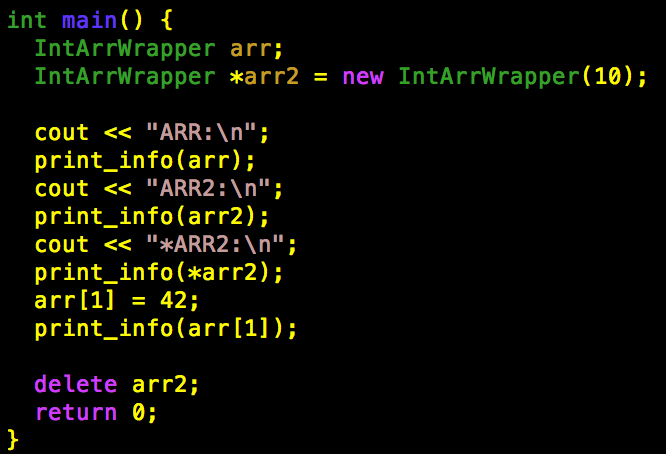 int main() {
  IntArrWrapper arr;
  IntArrWrapper *arr2 = new IntArrWrapper(10);

  cout << "ARR:\n";
  print_info(arr);
  cout << "ARR2:\n";
  print_info(arr2);
  cout << "*ARR2:\n";
  print_info(*arr2);
  arr[1] = 42;
  print_info(arr[1]);

  delete arr2;
  return 0;
}